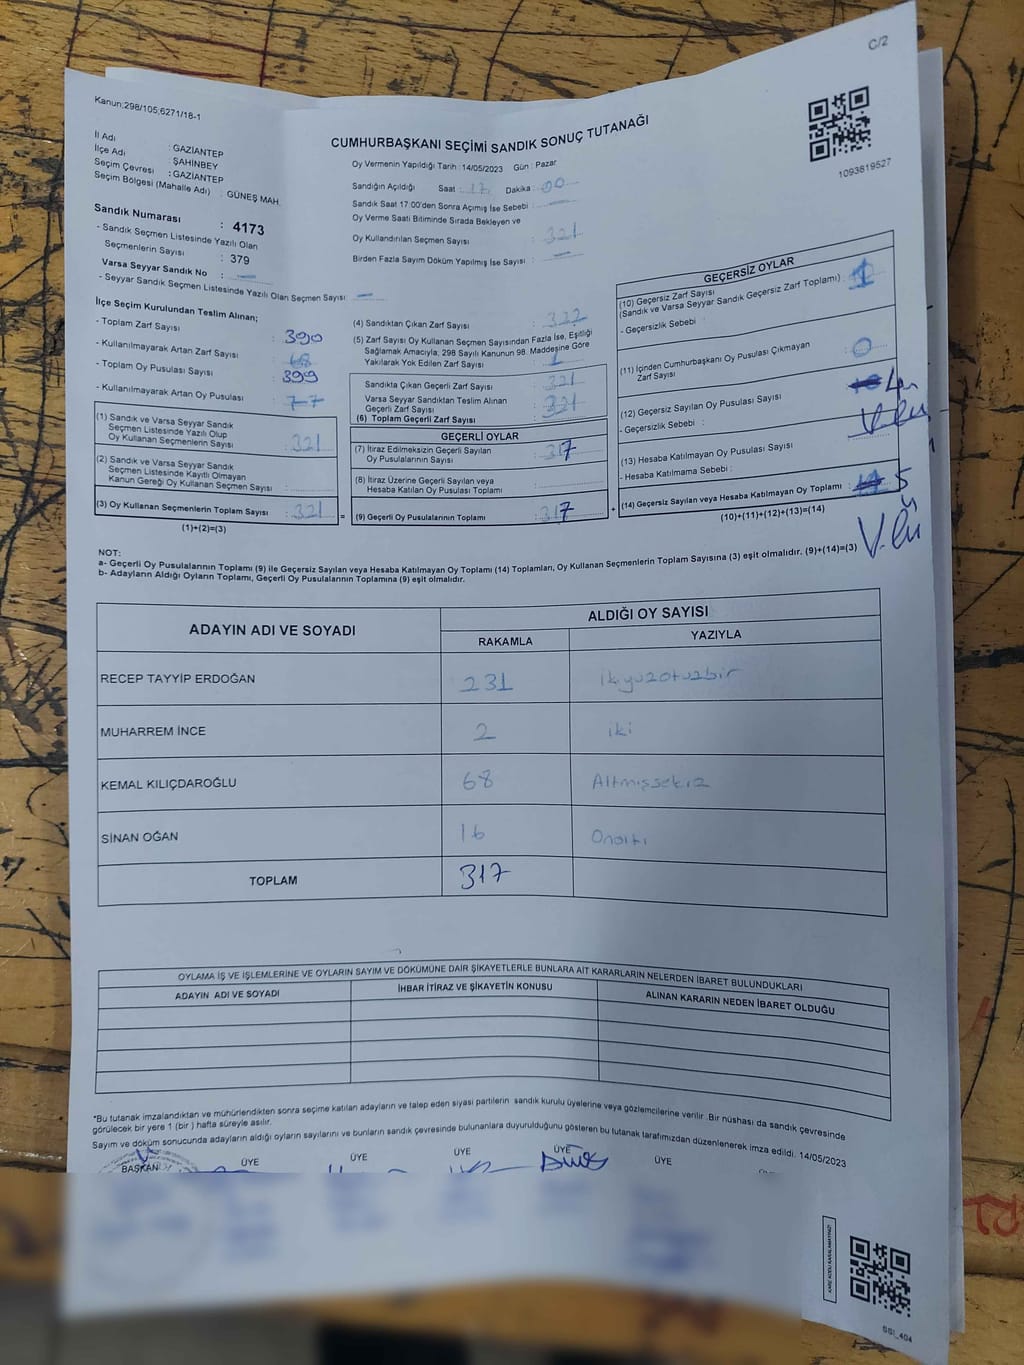 C/2
Kanun;298/105;6271/18-1
CUMHURBAŞKANI SEÇİMİ SANDIK SONUÇ TUTANAĞI
1093619527
İl Adı : GAZİANTEP
İlçe Adı : ŞAHİNBEY
Seçim Çevresi : GAZİANTEP
Seçim Bölgesi (Mahalle Adı) : GÜNEŞ MAH.
Sandık Numarası : 4173
- Sandık Seçmen Listesinde Yazılı Olan
Seçmenlerin Sayısı : 379
Varsa Seyyar Sandık No : —
- Seyyar Sandık Seçmen Listesinde Yazılı Olan Seçmen Sayısı : —
Oy Vermenin Yapıldığı Tarih : 14/05/2023 Gün : Pazar
Sandığın Açıldığı Saat : 17 Dakika : 00
Sandık Saat 17:00'den Sonra Açımış İse Sebebi : —
Oy Verme Saati Bitiminde Sırada Bekleyen ve
Oy Kullandırılan Seçmen Sayısı : 321
Birden Fazla Sayım Döküm Yapılmış İse Sayısı : —
İlçe Seçim Kurulundan Teslim Alınan;
- Toplam Zarf Sayısı : 390
- Kullanılmayarak Artan Zarf Sayısı : 68
- Toplam Oy Pusulası Sayısı : 399
- Kullanılmayarak Artan Oy Pusulası : 77
(1) Sandık ve Varsa Seyyar Sandık
Seçmen Listesinde Yazılı Olup
Oy Kullanan Seçmenlerin Sayısı : 321
(2) Sandık ve Varsa Seyyar Sandık
Seçmen Listesinde Kayıtlı Olmayan
Kanun Gereği Oy Kullanan Seçmen Sayısı :
(3) Oy Kullanan Seçmenlerin Toplam Sayısı : 321 =
(1)+(2)=(3)
(4) Sandıktan Çıkan Zarf Sayısı : 322
(5) Zarf Sayısı Oy Kullanan Seçmen Sayısından Fazla İse, Eşitliği
Sağlamak Amacıyla, 298 Sayılı Kanunun 98. Maddesine Göre
Yakılarak Yok Edilen Zarf Sayısı : 1
Sandıkta Çıkan Geçerli Zarf Sayısı : 321
Varsa Seyyar Sandıktan Teslim Alınan
Geçerli Zarf Sayısı : 321
(6) Toplam Geçerli Zarf Sayısı :
GEÇERLİ OYLAR
(7) İtiraz Edilmeksizin Geçerli Sayılan
Oy Pusulalarının Sayısı : 317
(8) İtiraz Üzerine Geçerli Sayılan veya
Hesaba Katılan Oy Pusulası Toplamı :
(9) Geçerli Oy Pusulalarının Toplamı : 317 +
GEÇERSİZ OYLAR
(10) Geçersiz Zarf Sayısı
(Sandık ve Varsa Seyyar Sandık Geçersiz Zarf Toplamı) : 1
- Geçersizlik Sebebi :
(11) İçinden Cumhurbaşkanı Oy Pusulası Çıkmayan
Zarf Sayısı : 0
(12) Geçersiz Sayılan Oy Pusulası Sayısı
- Geçersizlik Sebebi :
(13) Hesaba Katılmayan Oy Pusulası Sayısı
- Hesaba Katılmama Sebebi :
(14) Geçersiz Sayılan veya Hesaba Katılmayan Oy Toplamı : 5
(10)+(11)+(12)+(13)=(14)
NOT:
a- Geçerli Oy Pusulalarının Toplamı (9) ile Geçersiz Sayılan veya Hesaba Katılmayan Oy Toplamı (14) Toplamları, Oy Kullanan Seçmenlerin Toplam Sayısına (3) eşit olmalıdır. (9)+(14)=(3)
b- Adayların Aldığı Oyların Toplamı, Geçerli Oy Pusulalarının Toplamına (9) eşit olmalıdır.
ADAYIN ADI VE SOYADI ALDIĞI OY SAYISI
RAKAMLA YAZIYLA
RECEP TAYYİP ERDOĞAN 231 ikiyuzotuzbir
MUHARREM İNCE 2 iki
KEMAL KILIÇDAROĞLU 68 Altmışsekiz
SİNAN OĞAN 16 Onaltı
TOPLAM 317
OYLAMA İŞ VE İŞLEMLERİNE VE OYLARIN SAYIM VE DÖKÜMÜNE DAİR ŞİKAYETLERLE BUNLARA AİT KARARLARIN NELERDEN İBARET BULUNDUKLARI
ADAYIN ADI VE SOYADI İHBAR İTİRAZ VE ŞİKAYETİN KONUSU ALINAN KARARIN NEDEN İBARET OLDUĞU
*Bu tutanak imzalandıktan ve mühürlendikten sonra seçime katılan adayların ve talep eden siyasi partilerin sandık kurulu üyelerine veya gözlemcilerine verilir .Bir nüshası da sandık çevresinde
görülecek bir yere 1 (bir ) hafta süreyle asılır.
Sayım ve döküm sonucunda adayların aldığı oyların sayılarını ve bunların sandık çevresinde bulunanlara duyurulduğunu gösteren bu tutanak tarafımızdan düzenlenerek imza edildi. 14/05/2023
BAŞKAN ÜYE ÜYE ÜYE ÜYE ÜYE